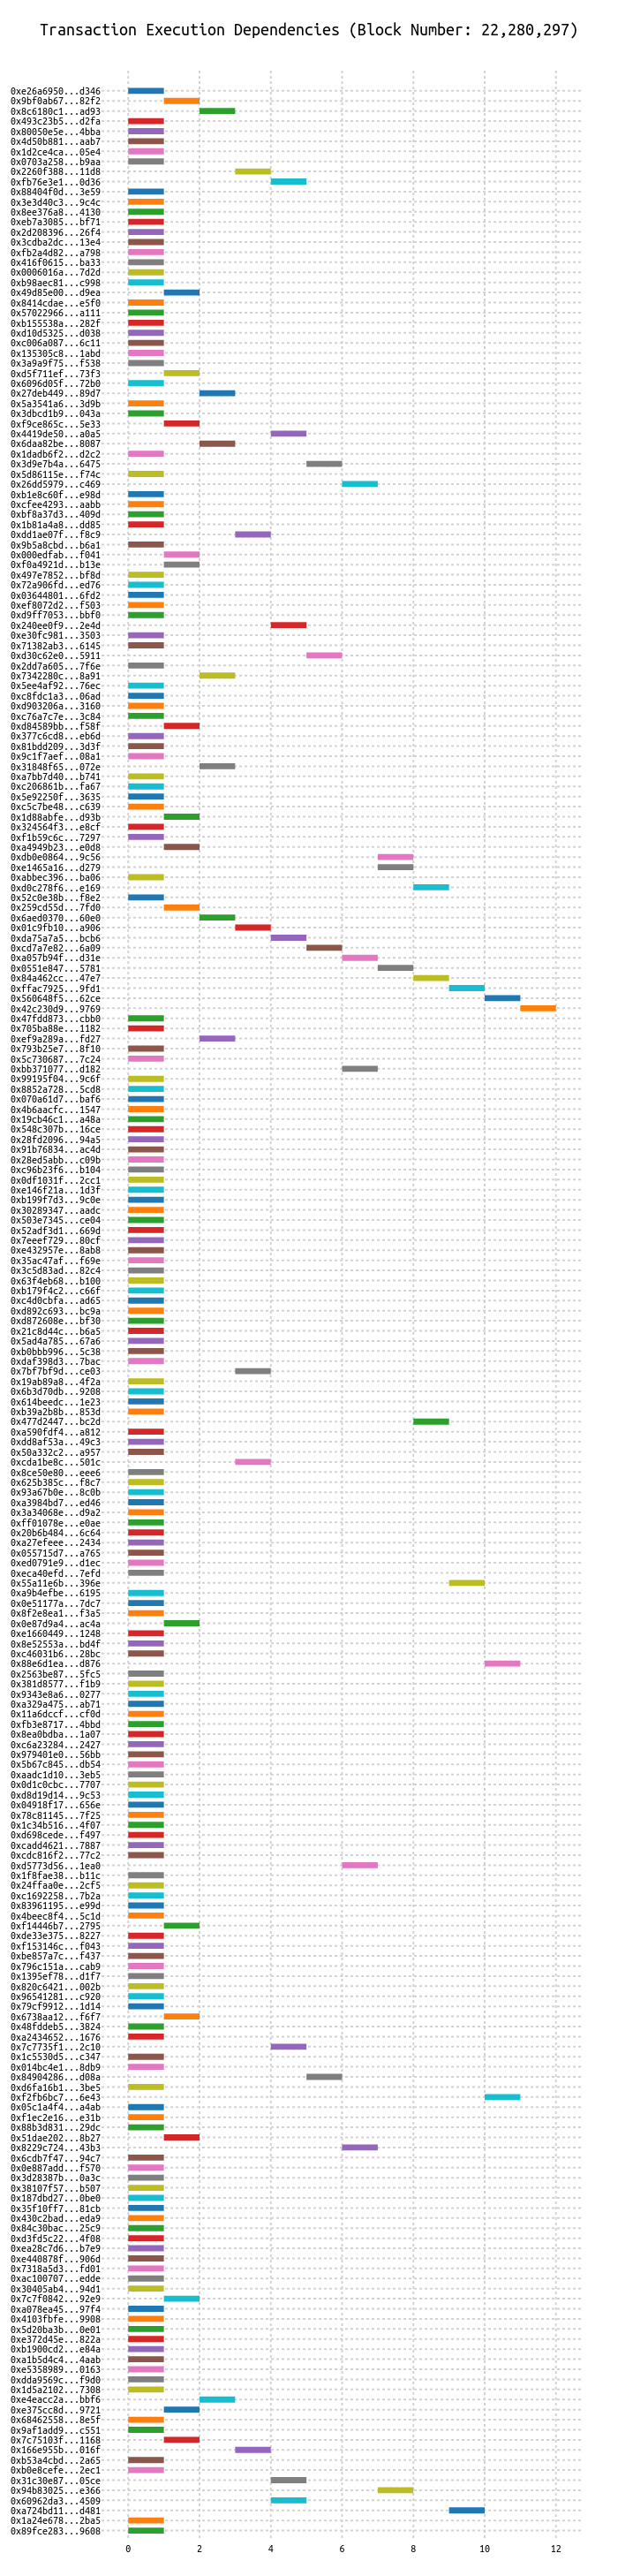 Transaction Execution Dependencies (Block Number: 22,280,297)
0xe26a6950...d346
0x9bf0ab67...82f2
0x8c6180c1...ad93
0x493c23b5...d2fa
0x80050e5e...4bba
0x4d50b881...aab7
0x1d2ce4ca...05e4
0x0703a258...b9aa
0x2260f388...11d8
0xfb76e3e1...0d36
0x88404f0d...3e59
0x3e3d40c3...9c4c
0x8ee376a8...4130
0xeb7a3085...bf71
0x2d208396...26f4
0x3cdba2dc...13e4
0xfb2a4d82...a798
0x416f0615...ba33
0x0006016a...7d2d
0xb98aec81...c998
0x49d85e00...d9ea
0x8414cdae...e5f0
0x57022966...a111
0xb155538a...282f
0xd10d5325...d038
0xc006a087...6c11
0x135305c8...1abd
0x3a9a9f75...f538
0xd5f711ef...73f3
0x6096d05f...72b0
0x27deb449...89d7
0x5a3541a6...3d9b
0x3dbcd1b9...043a
0xf9ce865c...5e33
0x4419de50...a0a5
0x6daa82be...8087
0x1dadb6f2...d2c2
0x3d9e7b4a...6475
0x5d86115e...f74c
0x26dd5979...c469
0xb1e8c60f...e98d
0xcfee4293...aabb
0xbf8a37d3...409d
0x1b81a4a8...dd85
0xdd1ae07f...f8c9
0x9b5a8cbd...b6a1
0x000edfab...f041
0xf0a4921d...b13e
0x497e7852...bf8d
0x72a906fd...ed76
0x03644801...6fd2
0xef8072d2...f503
0xd9ff7053...bbf0
0x240ee0f9...2e4d
0xe30fc981...3503
0x71382ab3...6145
0xd30c62e0...5911
0x2dd7a605...7f6e
0x7342280c...8a91
0x5ee4af92...76ec
0xc8fdc1a3...06ad
0xd903206a...3160
0xc76a7c7e...3c84
0xd84589bb...f58f
0x377c6cd8...eb6d
0x81bdd209...3d3f
0x9c1f7aef...08a1
0x31848f65...072e
0xa7bb7d40...b741
0xc206861b...fa67
0x5e92250f...3635
0xc5c7be48...c639
0x1d88abfe...d93b
0x324564f3...e8cf
0xf1b59c6c...7297
0xa4949b23...e0d8
0xdb0e0864...9c56
0xe1465a16...d279
0xabbec396...ba06
0xd0c278f6...e169
0x52c0e38b...f8e2
0x259cd55d...7fd0
0x6aed0370...60e0
0x01c9fb10...a906
0xda75a7a5...bcb6
0xcd7a7e82...6a09
0xa057b94f...d31e
0x0551e847...5781
0x84a462cc...47e7
0xffac7925...9fd1
0x560648f5...62ce
0x42c230d9...9769
0x47fdd873...cbb0
0x705ba88e...1182
0xef9a289a...fd27
0x793b25e7...8f10
0x5c730687...7c24
0xbb371077...d182
0x99195f04...9c6f
0x8852a728...5cd8
0x070a61d7...baf6
0x4b6aacfc...1547
0x19cb46c1...a48a
0x548c307b...16ce
0x28fd2096...94a5
0x91b76834...ac4d
0x28ed5abb...c09b
0xc96b23f6...b104
0x0df1031f...2cc1
0xe146f21a...1d3f
0xb199f7d3...9c0e
0x30289347...aadc
0x503e7345...ce04
0x52adf3d1...669d
0x7eeef729...80cf
0xe432957e...8ab8
0x35ac47af...f69e
0x3c5d83ad...82c4
0x63f4eb68...b100
0xb179f4c2...c66f
0xc4d0cbfa...ad65
0xd892c693...bc9a
0xd872608e...bf30
0x21c8d44c...b6a5
0x5ad4a785...67a6
0xb0bbb996...5c38
0xdaf398d3...7bac
0x7bf7bf9d...ce03
0x19ab89a8...4f2a
0x6b3d70db...9208
0x614beedc...1e23
0xb39a2b8b...853d
0x477d2447...bc2d
0xa590fdf4...a812
0xdd8af53a...49c3
0x50a332c2...a957
0xcda1be8c...501c
0x8ce50e80...eee6
0x625b385c...f8c7
0x93a67b0e...8c0b
0xa3984bd7...ed46
0x3a34068e...d9a2
0xff01078e...e0ae
0x20b6b484...6c64
0xa27efeee...2434
0x055715d7...a765
0xed0791e9...d1ec
0xeca40efd...7efd
0x55a11e6b...396e
0xa9b4efbe...6195
0x0e51177a...7dc7
0x8f2e8ea1...f3a5
0x0e87d9a4...ac4a
0xe1660449...1248
0x8e52553a...bd4f
0xc46031b6...28bc
0x88e6d1ea...d876
0x2563be87...5fc5
0x381d8577...f1b9
0x9343e8a6...0277
0xa329a475...ab71
0x11a6dccf...cf0d
0xfb3e8717...4bbd
0x8ea0bdba...1a07
0xc6a23284...2427
0x979401e0...56bb
0x5b67c845...db54
0xaadc1d10...3eb5
0x0d1c0cbc...7707
0xd8d19d14...9c53
0x04918f17...656e
0x78c81145...7f25
0x1c34b516...4f07
0xd698cede...f497
0xcadd4621...7887
0xcdc816f2...77c2
0xd5773d56...1ea0
0x1f8fae38...b11c
0x24ffaa0e...2cf5
0xc1692258...7b2a
0x83961195...e99d
0x4beec8f4...5c1d
0xf14446b7...2795
0xde33e375...8227
0xf153146c...f043
0xbe857a7c...f437
0x796c151a...cab9
0x1395ef78...d1f7
0x820c6421...002b
0x96541281...c920
0x79cf9912...1d14
0x6738aa12...f6f7
0x48fddeb5...3824
0xa2434652...1676
0x7c7735f1...2c10
0x1c5530d5...c347
0x014bc4e1...8db9
0x84904286...d08a
0xd6fa16b1...3be5
0xf2fb6bc7...6e43
0x05c1a4f4...a4ab
0xf1ec2e16...e31b
0x88b3d831...29dc
0x51dae202...8b27
0x8229c724...43b3
0x6cdb7f47...94c7
0x0e887add...f570
0x3d28387b...0a3c
0x38107f57...b507
0x187dbd27...0be0
0x35f10ff7...81cb
0x430c2bad...eda9
0x84c30bac...25c9
0xd3fd5c22...4f08
0xea28c7d6...b7e9
0xe440878f...906d
0x7318a5d3...fd01
0xac100707...edde
0x30405ab4...94d1
0x7c7f0842...92e9
0xa078ea45...97f4
0x4103fbfe...9908
0x5d20ba3b...0e01
0xe372d45e...822a
0xb1900cd2...e84a
0xa1b5d4c4...4aab
0xe5358989...0163
0xdda9569c...f9d0
0x1d5a2102...7308
0xe4eacc2a...bbf6
0xe375cc8d...9721
0x68462558...8e5f
0x9af1add9...c551
0x7c75103f...1168
0x166e955b...016f
0xb53a4cbd...2a65
0xb0e8cefe...2ec1
0x31c30e87...05ce
0x94b83025...e366
0x60962da3...4509
0xa724bd11...d481
0x1a24e678...2ba5
0x89fce283...9608
0 2 4 6 8 10 12